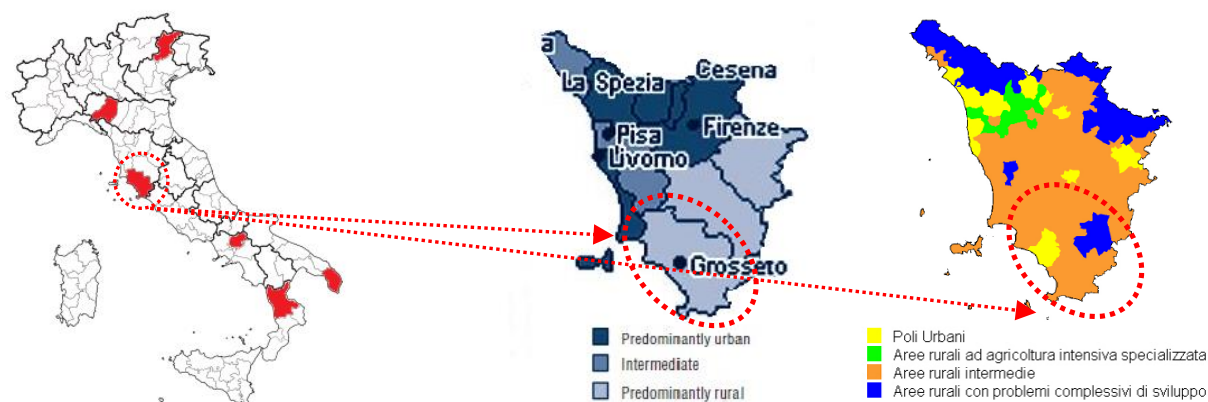 a
La Spezia
Cesena
Pisa
Firenze
Livorno
Grosseto
Predominantly urban
Intermediate
Predominantly rural
Poli Urbani
Aree rurali ad agricoltura intensiva specializzata
Aree rurali intermedie
Aree rurali con problemi complessivi di sviluppo